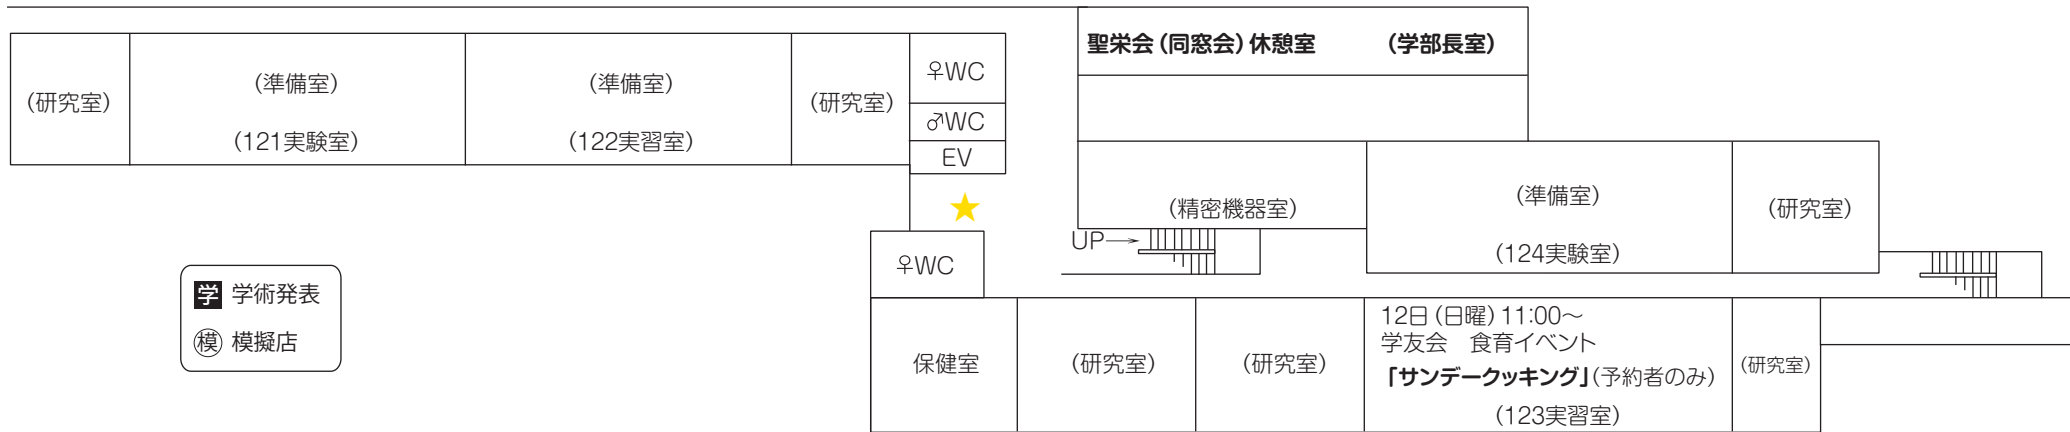 聖栄会（同窓会）休憩室　　（学部長室）
（研究室）
（準備室）
（121実験室）
（準備室）
（122実習室）
（研究室）
♀WC
♂WC
EV
（精密機器室）
（準備室）
（124実験室）
（研究室）
★
UP→
♀WC
学 学術発表
模 模擬店
保健室
（研究室）
（研究室）
12日（日曜）11:00〜
学友会　食育イベント
「サンデークッキング」（予約者のみ）
（123実習室）
（研究室）